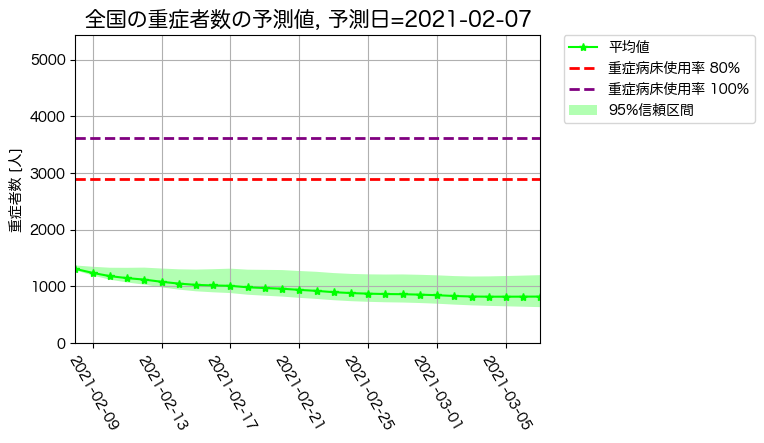 全国の重症者数の予測値, 予測日=2021-02-07
平均値
重症病床使用率 80%
重症病床使用率 100%
95%信頼区間
重症者数 [人]
5000
4000
3000
2000
1000
0
2021-02-09
2021-02-13
2021-02-17
2021-02-21
2021-02-25
2021-03-01
2021-03-05